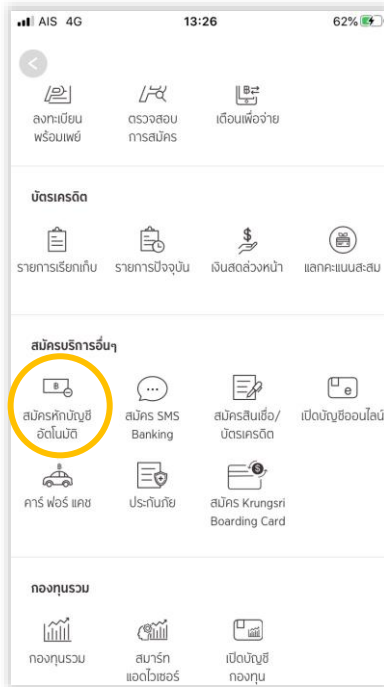 AIS 4G 13:26 62%
ลงทะเบียน ตรวจสอบ เตือนเพื่อจ่าย
พร้อมเพย์ การสมัคร
บัตรเครดิต
รายการเรียกเก็บ รายการปัจจุบัน เงินสดล่วงหน้า แลกคะแนนสะสม
สมัครบริการอื่นๆ
สมัครหักบัญชี สมัคร SMS สมัครสินเชื่อ/ เปิดบัญชีออนไลน์
อัตโนมัติ Banking บัตรเครดิต
คาร์ ฟอร์ แคช ประกันภัย สมัคร Krungsri
Boarding Card
กองทุนรวม
กองทุนรวม สมาร์ท เปิดบัญชี
แอดไวเซอร์ กองทุน